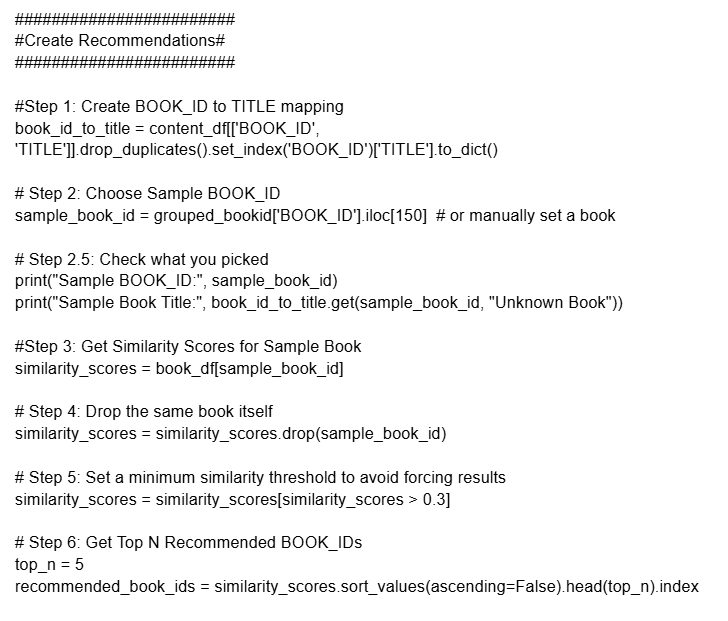 ########################
#Create Recommendations#
########################
#Step 1: Create BOOK_ID to TITLE mapping
book_id_to_title = content_df[['BOOK_ID',
'TITLE']].drop_duplicates().set_index('BOOK_ID')['TITLE'].to_dict()
# Step 2: Choose Sample BOOK_ID
sample_book_id = grouped_bookid['BOOK_ID'].iloc[150]  # or manually set a book
# Step 2.5: Check what you picked
print("Sample BOOK_ID:", sample_book_id)
print("Sample Book Title:", book_id_to_title.get(sample_book_id, "Unknown Book"))
#Step 3: Get Similarity Scores for Sample Book
similarity_scores = book_df[sample_book_id]
# Step 4: Drop the same book itself
similarity_scores = similarity_scores.drop(sample_book_id)
# Step 5: Set a minimum similarity threshold to avoid forcing results
similarity_scores = similarity_scores[similarity_scores > 0.3]
# Step 6: Get Top N Recommended BOOK_IDs
top_n = 5
recommended_book_ids = similarity_scores.sort_values(ascending=False).head(top_n).index